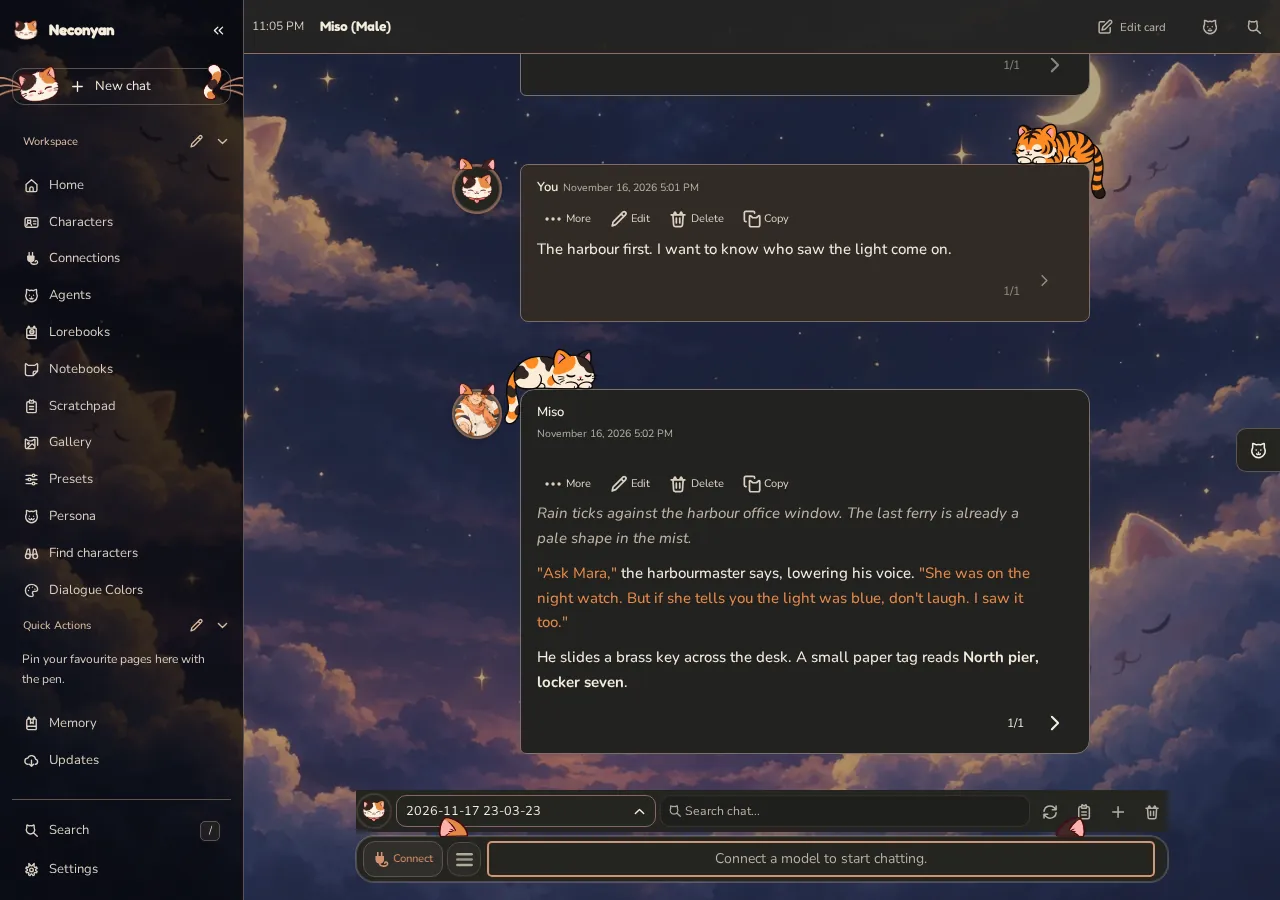 Neconyan
New chat
Workspace
Home
Characters
Connections
Agents
Lorebooks
Notebooks
Scratchpad
Gallery
Presets
Persona
Find characters
Dialogue Colors
Quick Actions
Pin your favourite pages here with
the pen.
Memory
Updates
Search /
Settings
11:05 PM Miso (Male) Edit card
1/1
You November 16, 2026 5:01 PM
More Edit Delete Copy
The harbour first. I want to know who saw the light come on.
1/1
Miso
November 16, 2026 5:02 PM
More Edit Delete Copy
Rain ticks against the harbour office window. The last ferry is already a
pale shape in the mist.
"Ask Mara," the harbourmaster says, lowering his voice. "She was on the
night watch. But if she tells you the light was blue, don't laugh. I saw it
too."
He slides a brass key across the desk. A small paper tag reads North pier,
locker seven.
1/1
2026-11-17 23-03-23 Search chat...
Connect Connect a model to start chatting.